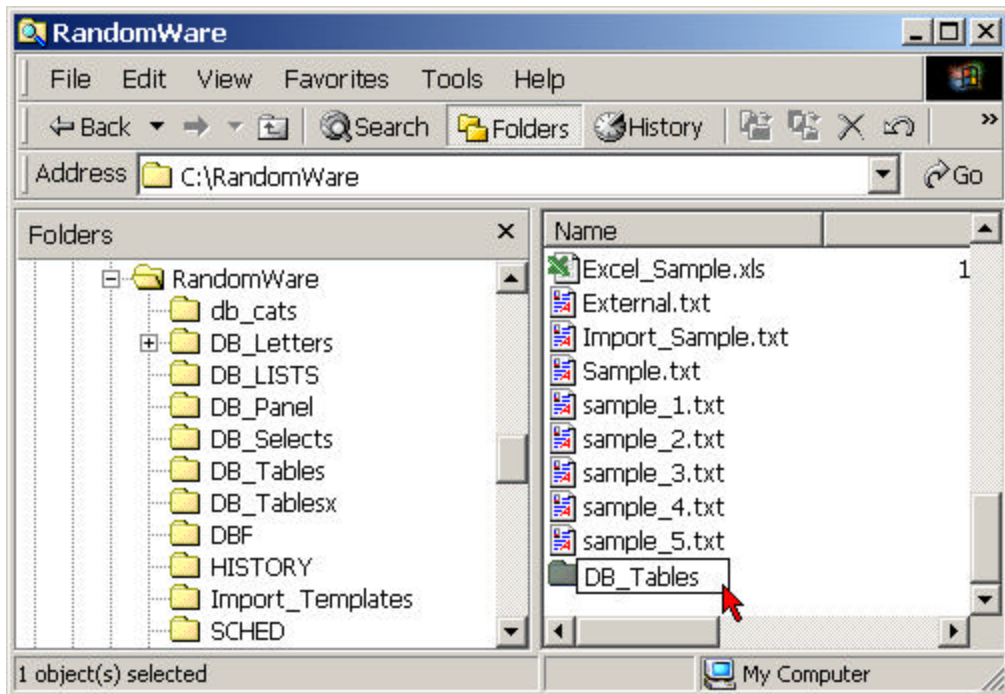 RandomWare
File Edit View Favorites Tools Help
Back Search Folders History »
Address C:\RandomWare Go
Folders
RandomWare
db_cats
DB_Letters
DB_LISTS
DB_Panel
DB_Selects
DB_Tables
DB_Tablesx
DBF
HISTORY
Import_Templates
SCHED
Name
Excel_Sample.xls 1
External.txt
Import_Sample.txt
Sample.txt
sample_1.txt
sample_2.txt
sample_3.txt
sample_4.txt
sample_5.txt
DB_Tables
1 object(s) selected
My Computer